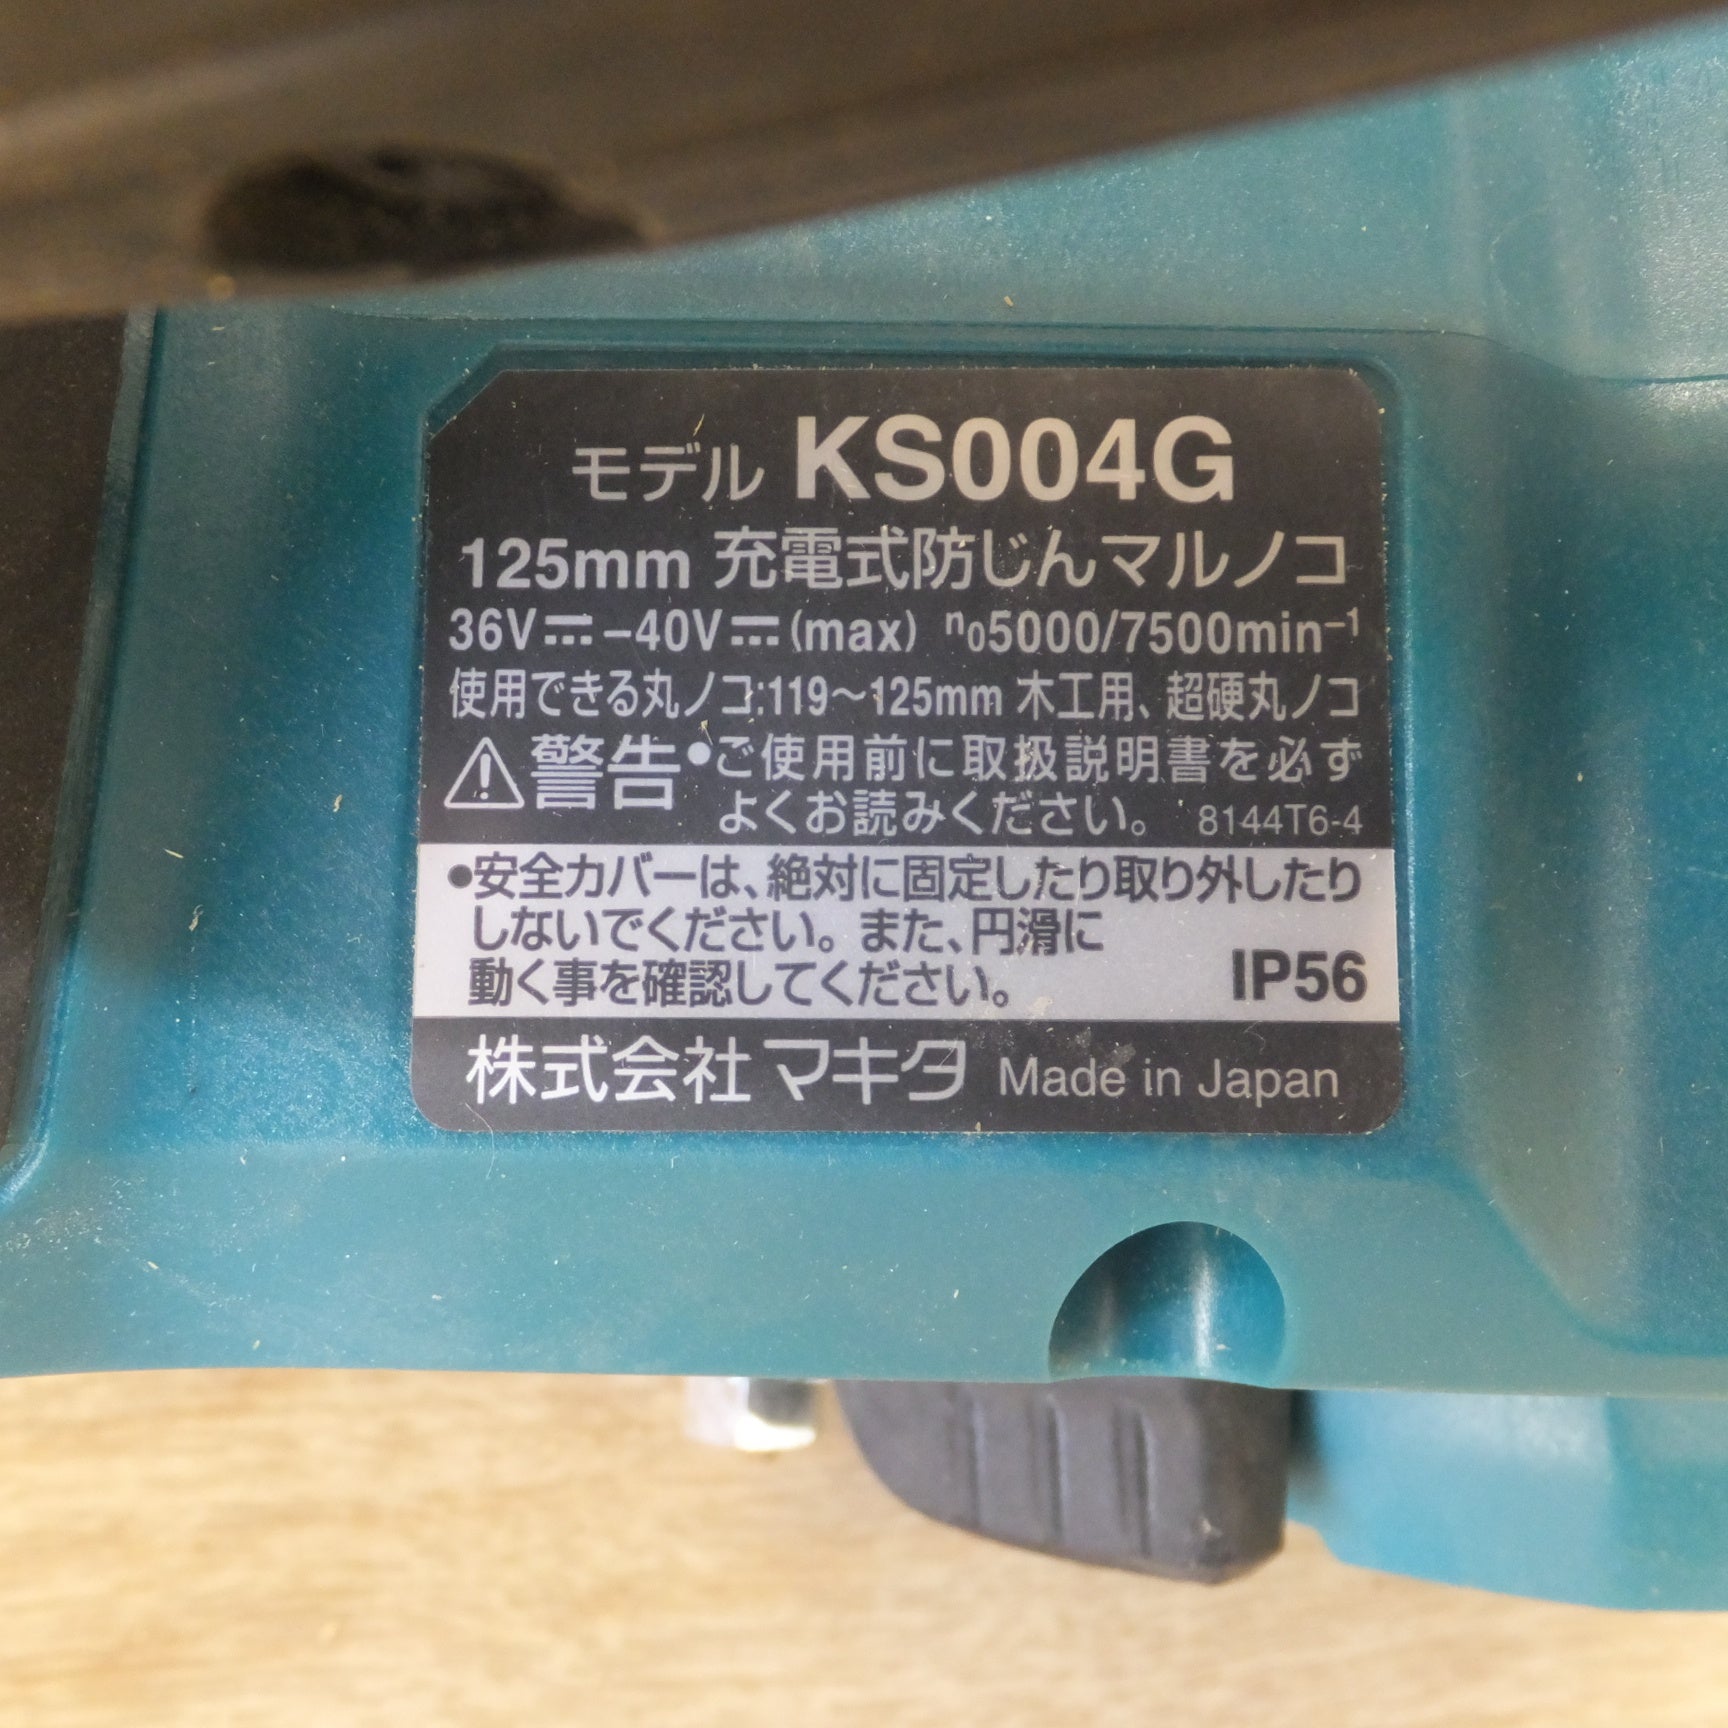 モデル KS004G
125mm 充電式防じんマルノコ
36V⎓–40V⎓(max) n₀5000/7500min⁻¹
使用できる丸ノコ:119～125mm 木工用、超硬丸ノコ
⚠警告•ご使用前に取扱説明書を必ず
よくお読みください。 8144T6-4
•安全カバーは、絶対に固定したり取り外したり
しないでください。また、円滑に
動く事を確認してください。 IP56
株式会社マキタ Made in Japan